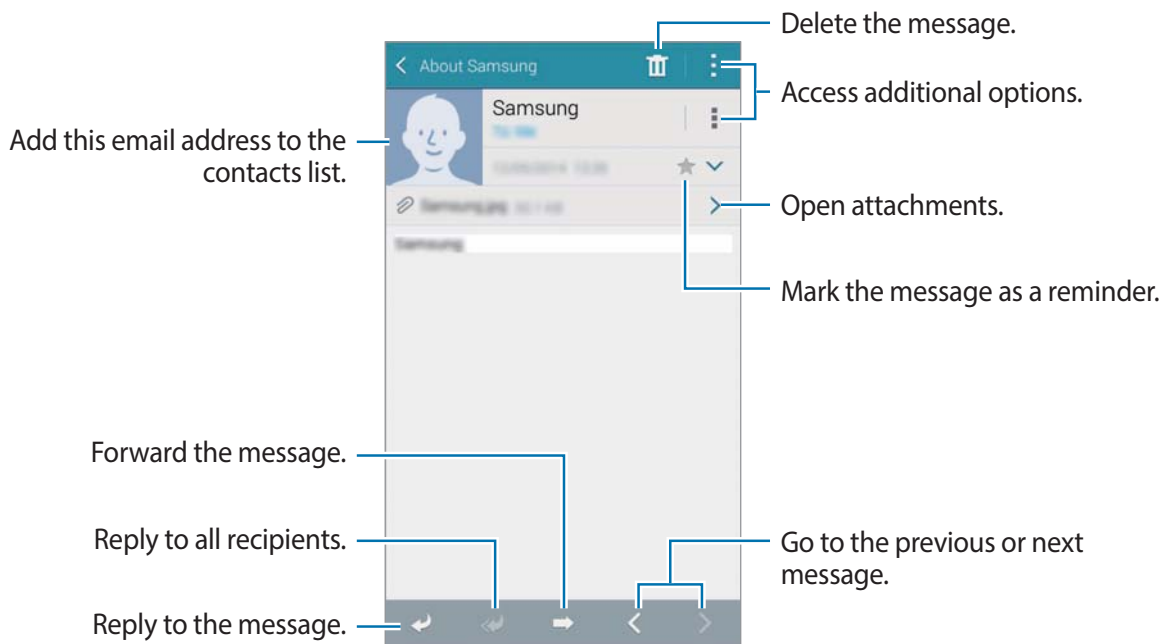 Delete the message.
About Samsung
Access additional options.
Samsung
Add this email address to the
contacts list.
Samsung.jpg
Open attachments.
Samsung
Mark the message as a reminder.
Forward the message.
Reply to all recipients.
Go to the previous or next
message.
Reply to the message.